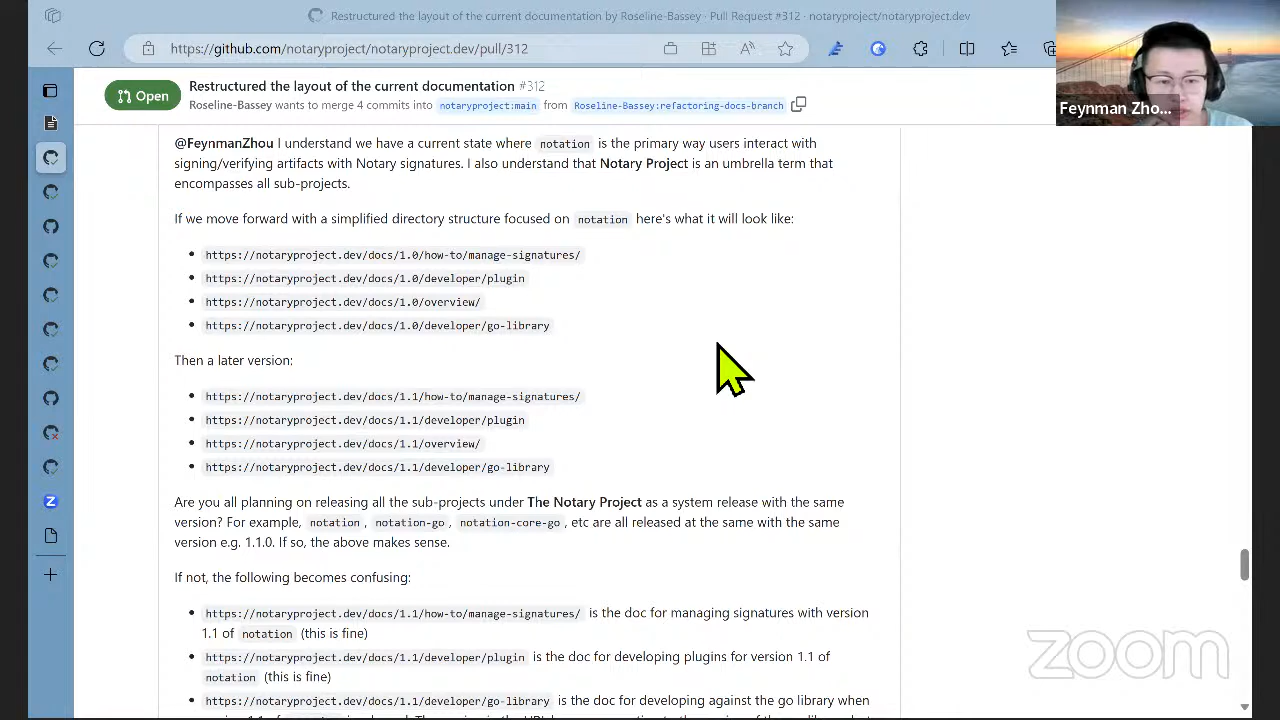 Restructured the layout of the current documentation by Roseline-Bassey · Pull Request #312 · notaryproject/notaryproject.dev
https://github.com/notaryproject/notaryproject.dev/pull/312
Feynman Zho...
Open
Restructured the layout of the current documentation #312
Roseline-Bassey wants to merge 4 commits into notaryproject:main from Roseline-Bassey:refactoring-docs-branch
@FeynmanZhou I understand we have a current state where notation is the primary way users interact with
signing/verifying artifacts with Notary signatures. I also understand that Notary Project is an umbrella term that
encompasses all sub-projects.
If we move forward with a simplified directory structure focused on notation here's what it will look like:
• https://notaryproject.dev/docs/1.0/how-to/manage-signatures/
• https://notaryproject.dev/docs/1.0/developer/plugin
• https://notaryproject.dev/docs/1.0/overview/
• https://notaryproject.dev/docs/1.0/developer/go-library
Then a later version:
• https://notaryproject.dev/docs/1.1/how-to/manage-signatures/
• https://notaryproject.dev/docs/1.1/developer/plugin
• https://notaryproject.dev/docs/1.1/overview/
• https://notaryproject.dev/docs/1.1/developer/go-library
Are you all planning on releasing all the sub-projects under The Notary Project as a system release with the same
version? For example, notation, notation-go, notation-core-go, etc are all released at the same with the same
version e.g. 1.1.0. If so, the above makes sense.
If not, the following becomes confusing:
• https://notaryproject.dev/docs/1.1/how-to/manage-signatures/ is the doc for managing signatures with version
1.1 of notation (this is fine)
• https://notaryproject.dev/docs/1.1/developer/plugin is the doc for developing plugins for version 1.1 of
notation (this is fine)
• https://notaryproject.dev/docs/1.1/developer/go-library is the doc for developing against the go library when
zoom